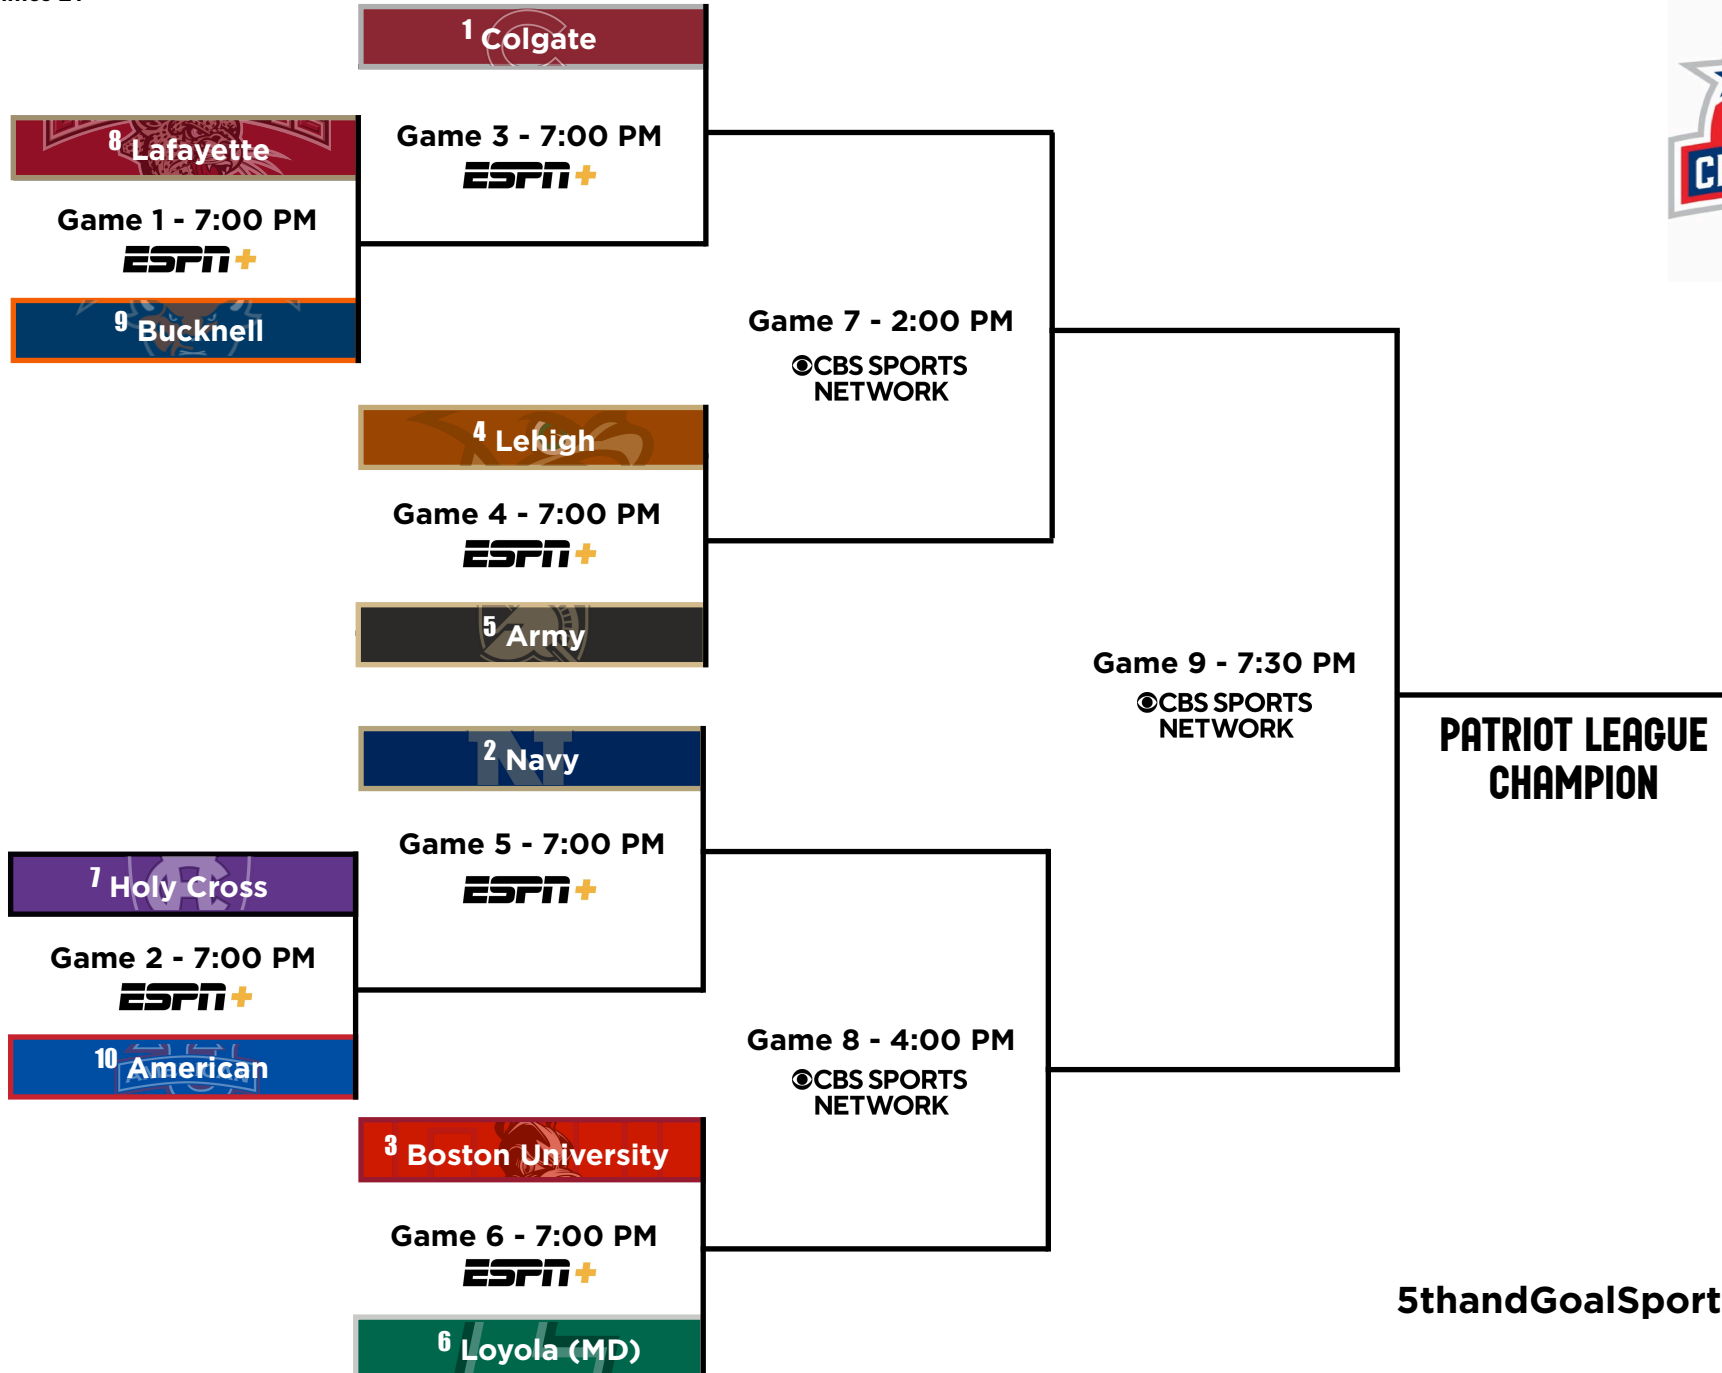 1 Colgate
8 Lafayette
Game 1 - 7:00 PM
ESPN+
9 Bucknell
Game 3 - 7:00 PM
ESPN+
4 Lehigh
Game 4 - 7:00 PM
ESPN+
5 Army
Game 7 - 2:00 PM
CBS SPORTS
NETWORK
2 Navy
Game 5 - 7:00 PM
ESPN+
7 Holy Cross
Game 2 - 7:00 PM
ESPN+
10 American
3 Boston University
Game 6 - 7:00 PM
ESPN+
6 Loyola (MD)
Game 8 - 4:00 PM
CBS SPORTS
NETWORK
Game 9 - 7:30 PM
CBS SPORTS
NETWORK
PATRIOT LEAGUE
CHAMPION
5thandGoalSport